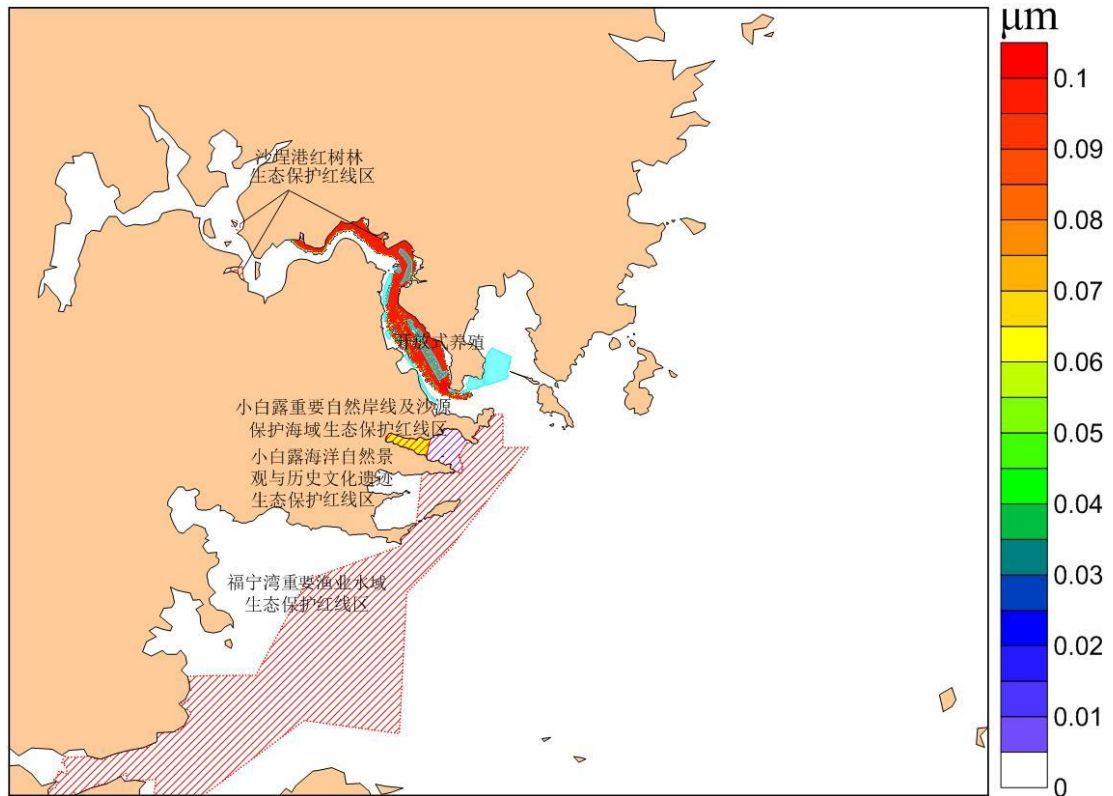 μm
0.1
0.09
0.08
0.07
0.06
0.05
0.04
0.03
0.02
0.01
0
沙埕港红树林
生态保护红线区
开放式养殖
小白露重要自然岸线及沙源
保护海域生态保护红线区
小白露海洋自然景
观与历史文化遗迹
生态保护红线区
福宁湾重要渔业水域
生态保护红线区